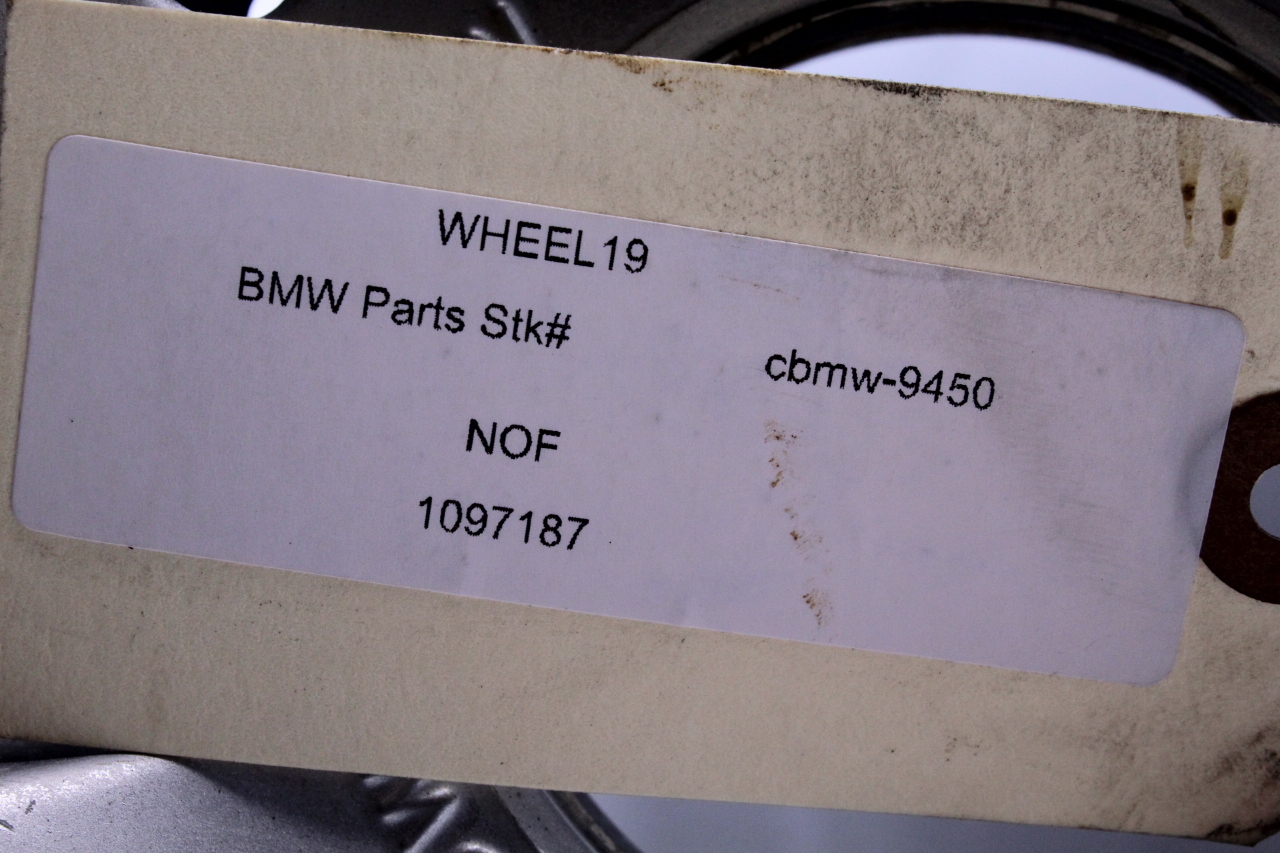 WHEEL19
BMW Parts Stk#
cbmw-9450
NOF
1097187